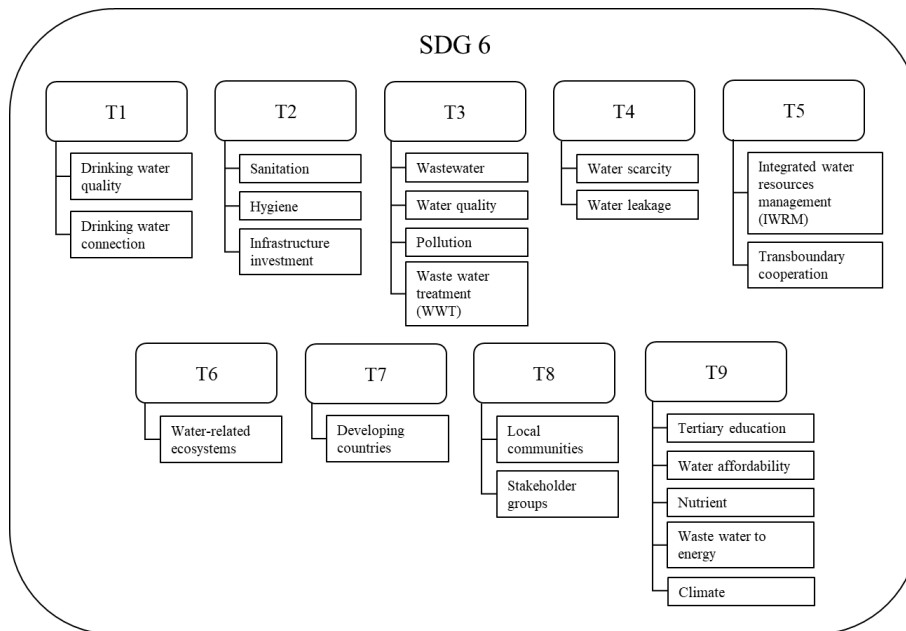 SDG 6
T1
Drinking water
quality
Drinking water
connection
T2
Sanitation
Hygiene
Infrastructure
investment
T3
Wastewater
Water quality
Pollution
Waste water
treatment
(WWT)
T4
Water scarcity
Water leakage
T5
Integrated water
resources
management
(IWRM)
Transboundary
cooperation
T6
Water-related
ecosystems
T7
Developing
countries
T8
Local
communities
Stakeholder
groups
T9
Tertiary education
Water affordability
Nutrient
Waste water to
energy
Climate